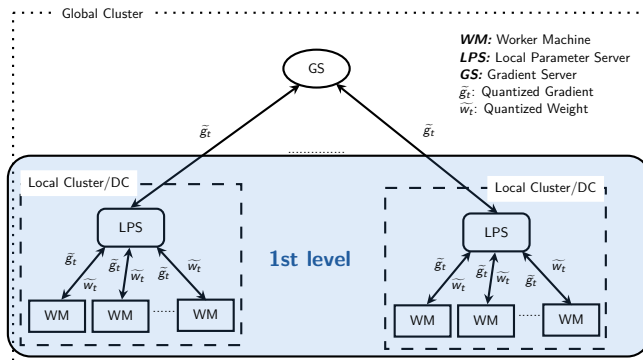 Global Cluster
WM: Worker Machine
LPS: Local Parameter Server
GS: Gradient Server
g̃t: Quantized Gradient
w̃t: Quantized Weight
GS
g̃t
g̃t
..............
Local Cluster/DC
Local Cluster/DC
LPS
LPS
1st level
g̃t g̃t w̃t w̃t g̃t w̃t
g̃t g̃t w̃t w̃t g̃t w̃t
WM WM ...... WM
WM WM ...... WM